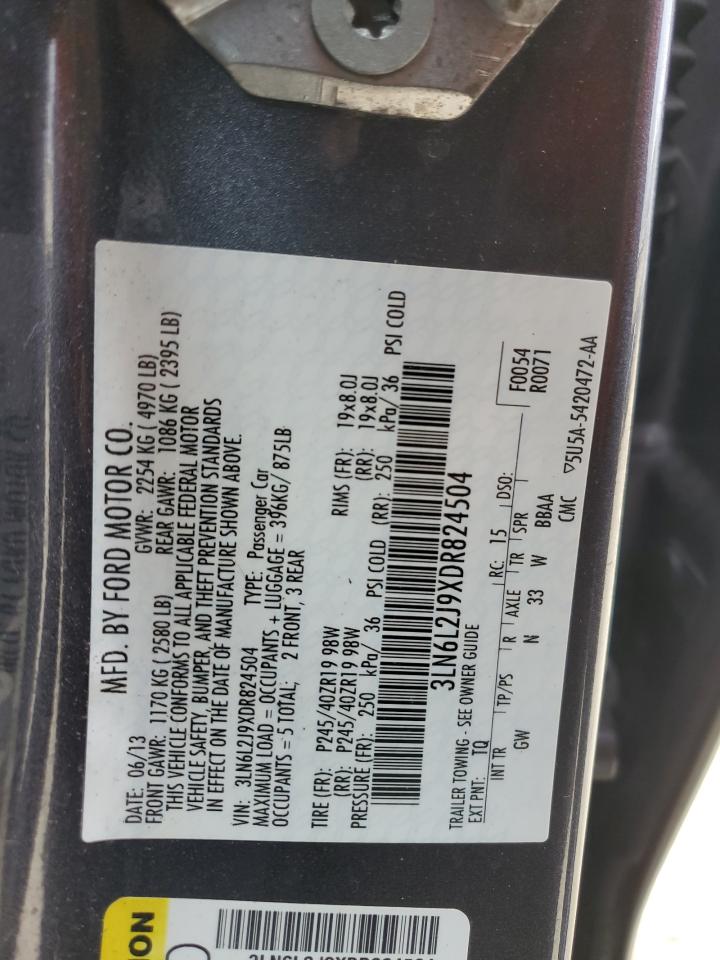 MFD. BY FORD MOTOR CO.
DATE: 06/13 GVWR: 2254 KG ( 4970 LB)
FRONT GAWR: 1170 KG ( 2580 LB) REAR GAWR: 1086 KG ( 2395 LB)
THIS VEHICLE CONFORMS TO ALL APPLICABLE FEDERAL MOTOR
VEHICLE SAFETY, BUMPER, AND THEFT PREVENTION STANDARDS
IN EFFECT ON THE DATE OF MANUFACTURE SHOWN ABOVE.
VIN: 3LN6L2J9XDR824504 TYPE: Passenger Car
MAXIMUM LOAD = OCCUPANTS + LUGGAGE = 396KG/ 875LB
OCCUPANTS = 5 TOTAL, 2 FRONT, 3 REAR
TIRE (FR): P245/40ZR19 98W RIMS (FR): 19x8.0J
(RR): P245/40ZR19 98W (RR): 19x8.0J
PRESSURE (FR): 250 kPa/ 36 PSI COLD (RR): 250 kPa/ 36 PSI COLD
3LN6L2J9XDR824504
TRAILER TOWING - SEE OWNER GUIDE
EXT PNT: TQ RC: 15 DSO: F0054
R0071
INT TR TP/PS R AXLE TR SPR
GW N 33 W BBAA
CMC ▽5U5A-5420472-AA